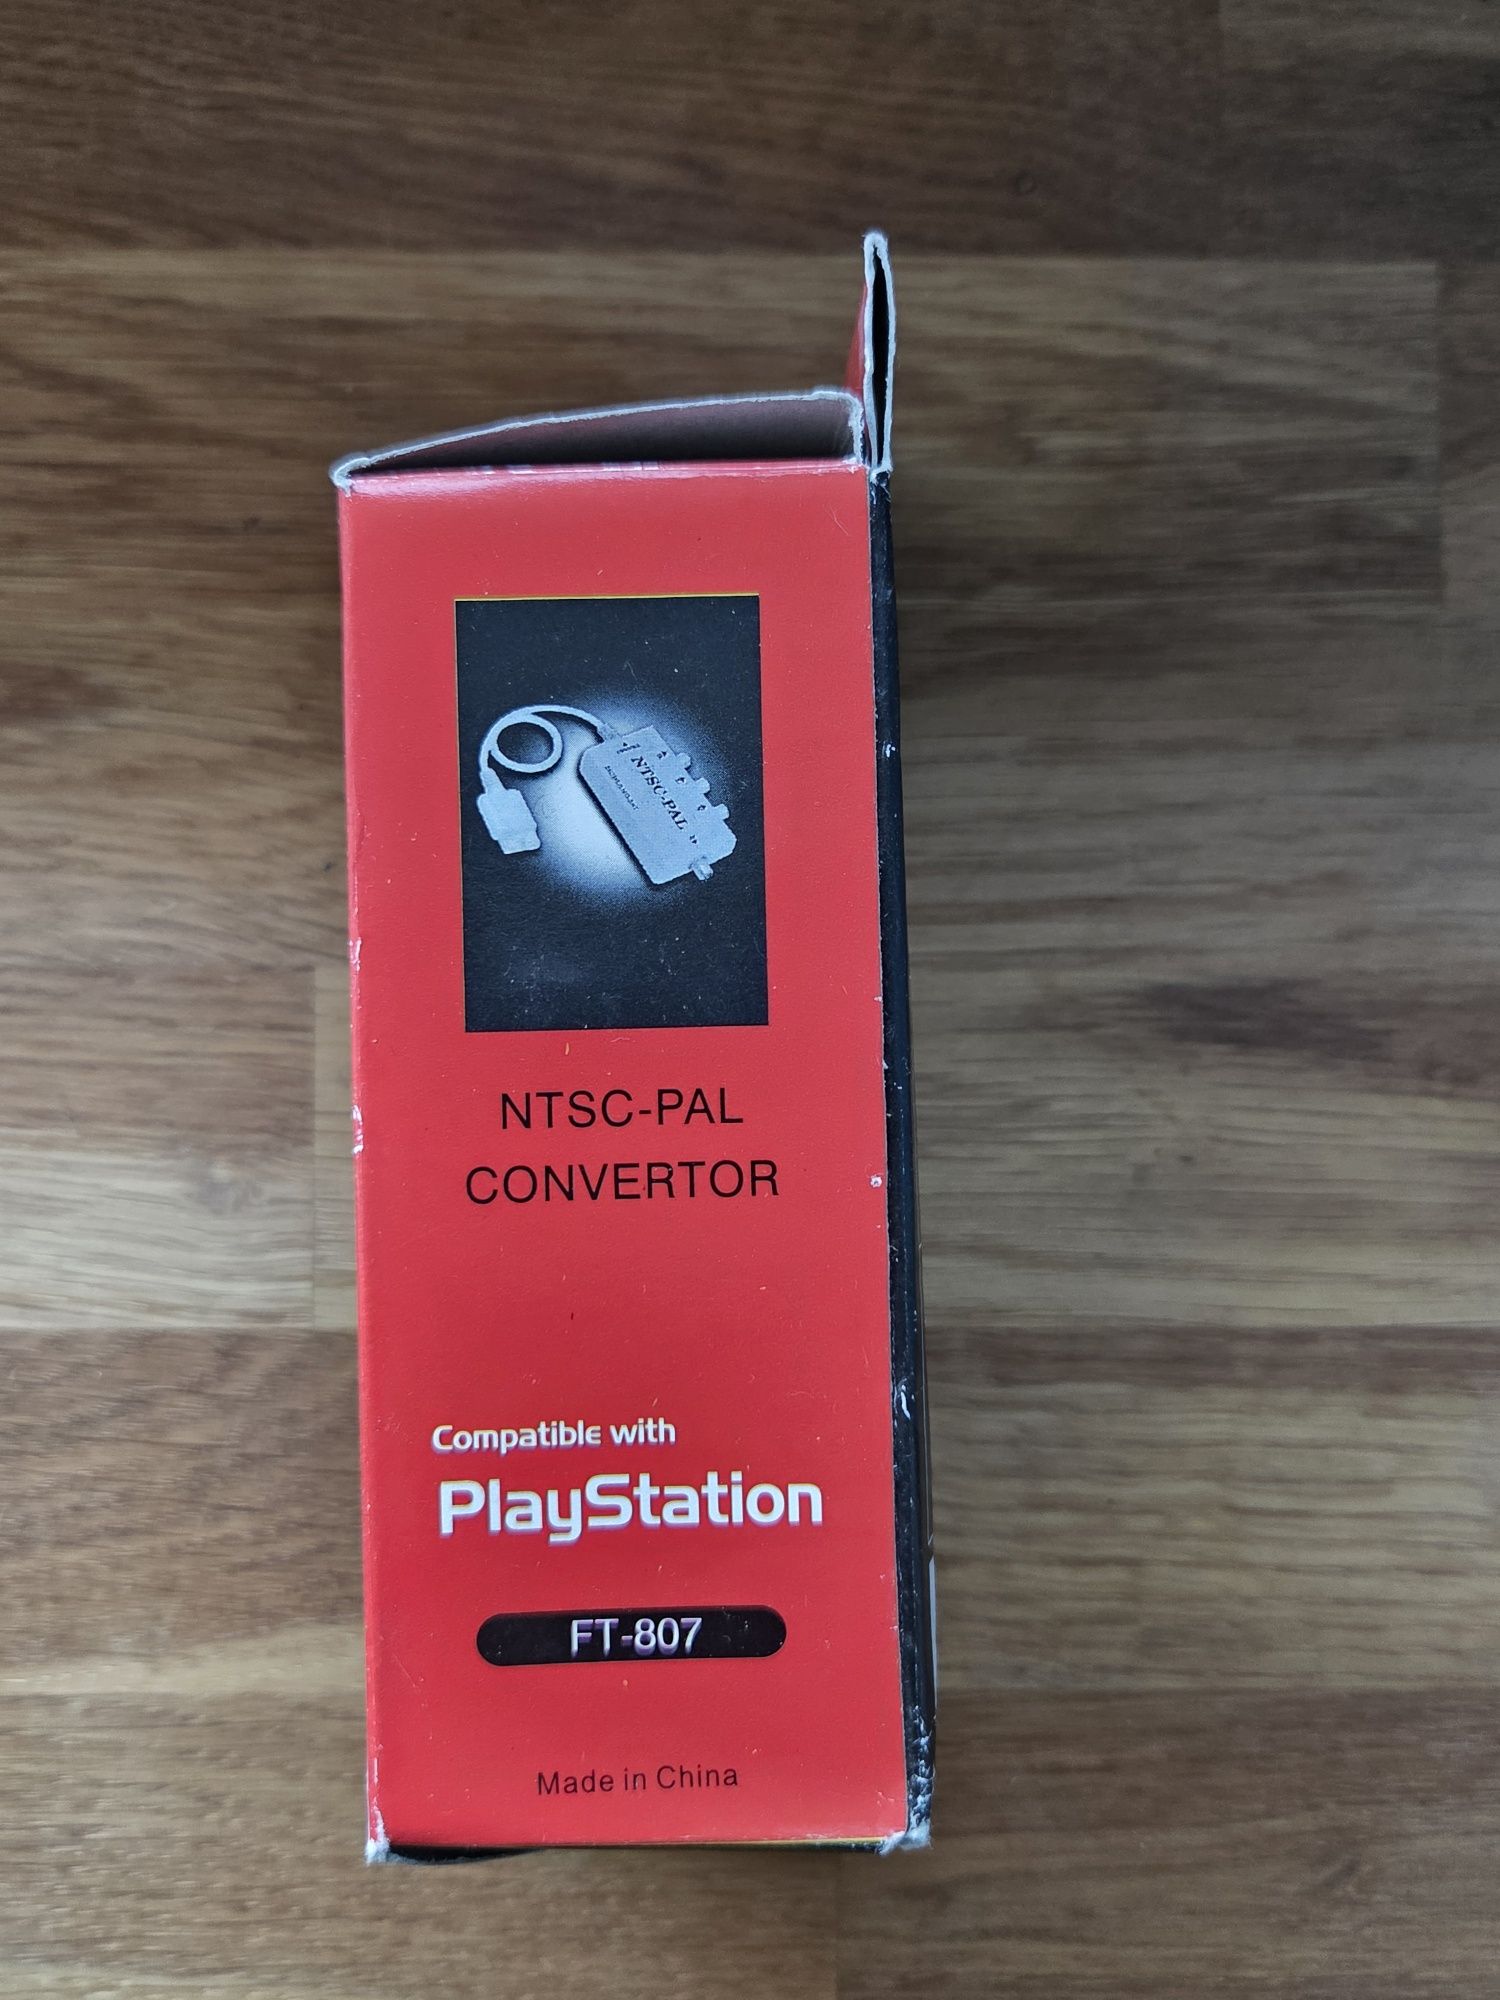 NTSC-PAL
NTSC-PAL
CONVERTOR
Compatible with
PlayStation
FT-807
Made in China